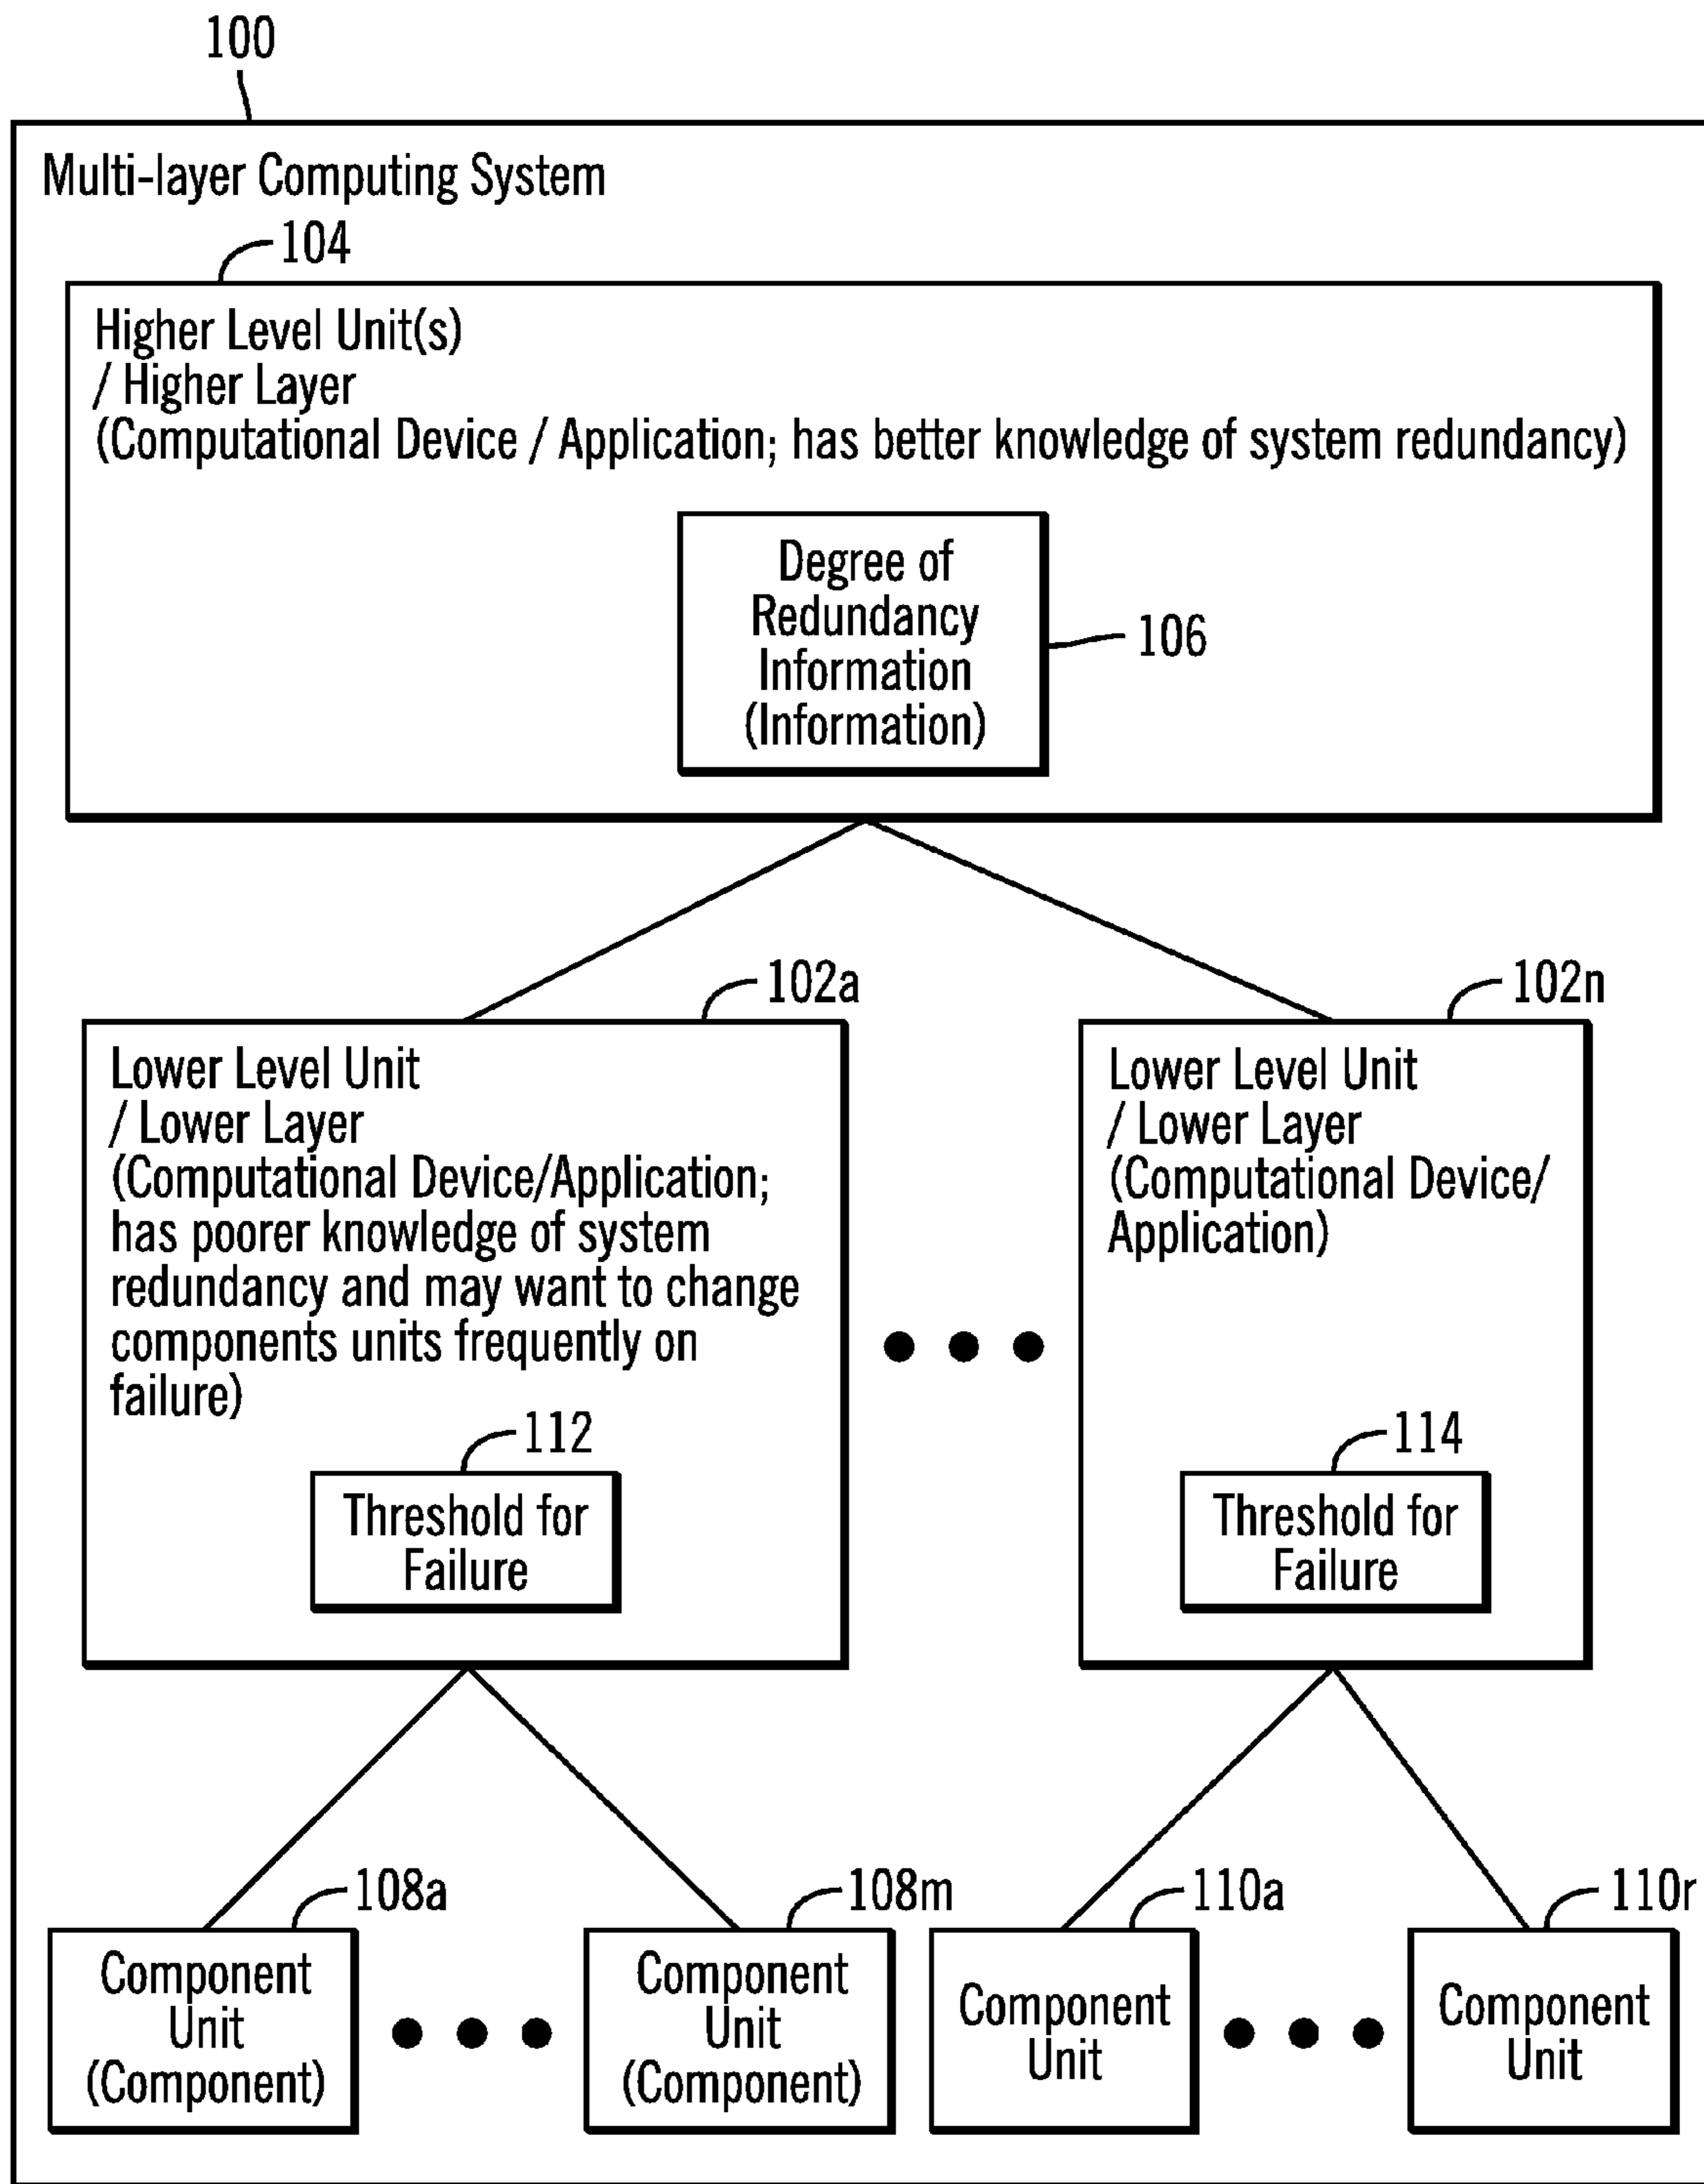 100
Multi-layer Computing System
104
Higher Level Unit(s)
/ Higher Layer
(Computational Device / Application; has better knowledge of system redundancy)
Degree of
Redundancy
Information
(Information)
106
102a
Lower Level Unit
/ Lower Layer
(Computational Device/Application;
has poorer knowledge of system
redundancy and may want to change
components units frequently on
failure)
112
Threshold for
Failure
102n
Lower Level Unit
/ Lower Layer
(Computational Device/
Application)
114
Threshold for
Failure
108a
Component
Unit
(Component)
108m
Component
Unit
(Component)
110a
Component
Unit
110r
Component
Unit